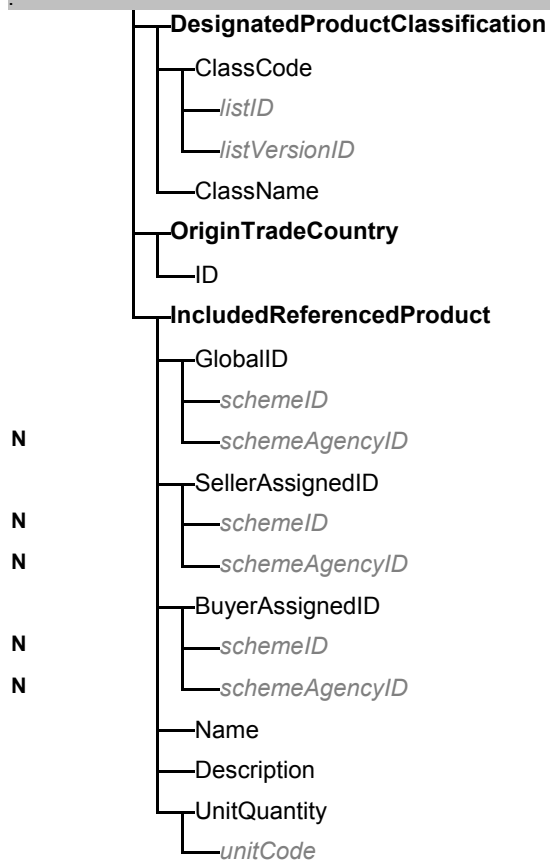 DesignatedProductClassification
ClassCode
listID
listVersionID
ClassName
OriginTradeCountry
ID
IncludedReferencedProduct
GlobalID
schemeID
N schemeAgencyID
SellerAssignedID
N schemeID
N schemeAgencyID
BuyerAssignedID
N schemeID
N schemeAgencyID
Name
Description
UnitQuantity
unitCode